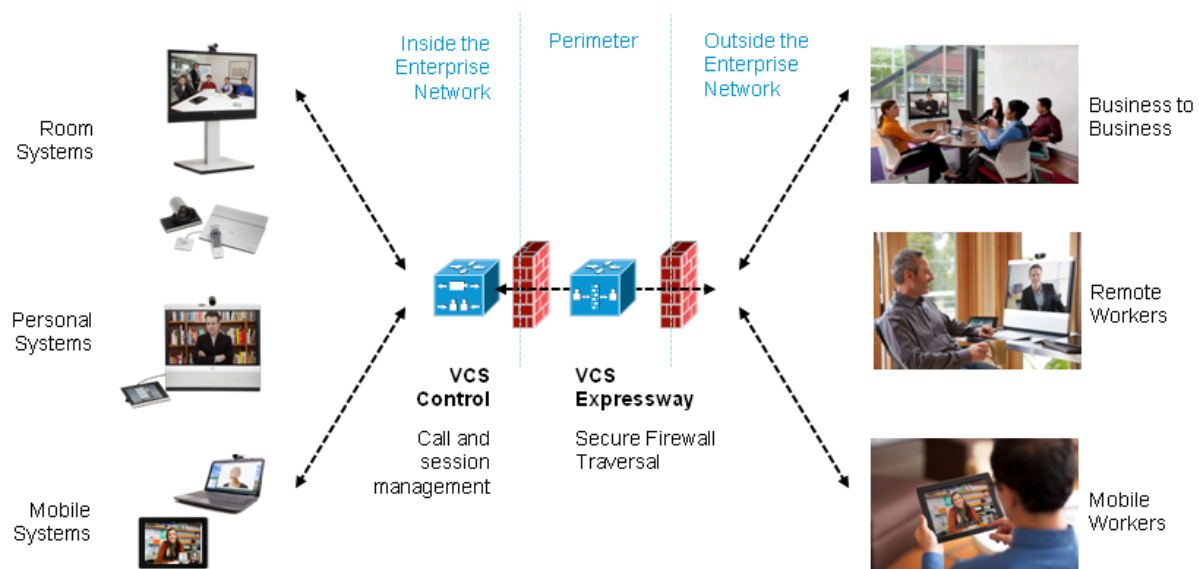 Inside the
Enterprise
Network
Perimeter
Outside the
Enterprise
Network
Room
Systems
Business to
Business
Personal
Systems
Remote
Workers
VCS
Control
VCS
Expressway
Call and
session
management
Secure Firewall
Traversal
Mobile
Systems
Mobile
Workers